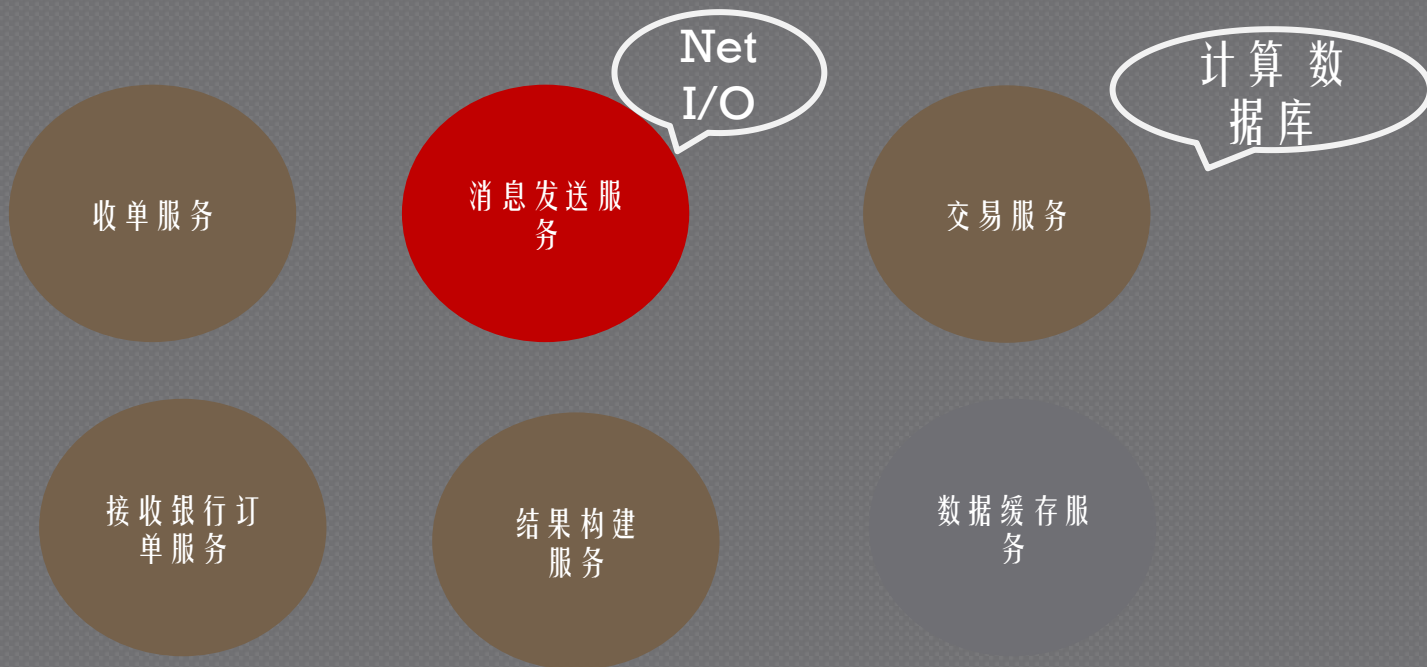 Net
I/O
计算 数
据库
收单服务
消息发送服
务
交易服务
接收银行订
单服务
结果构建
服务
数据缓存服
务